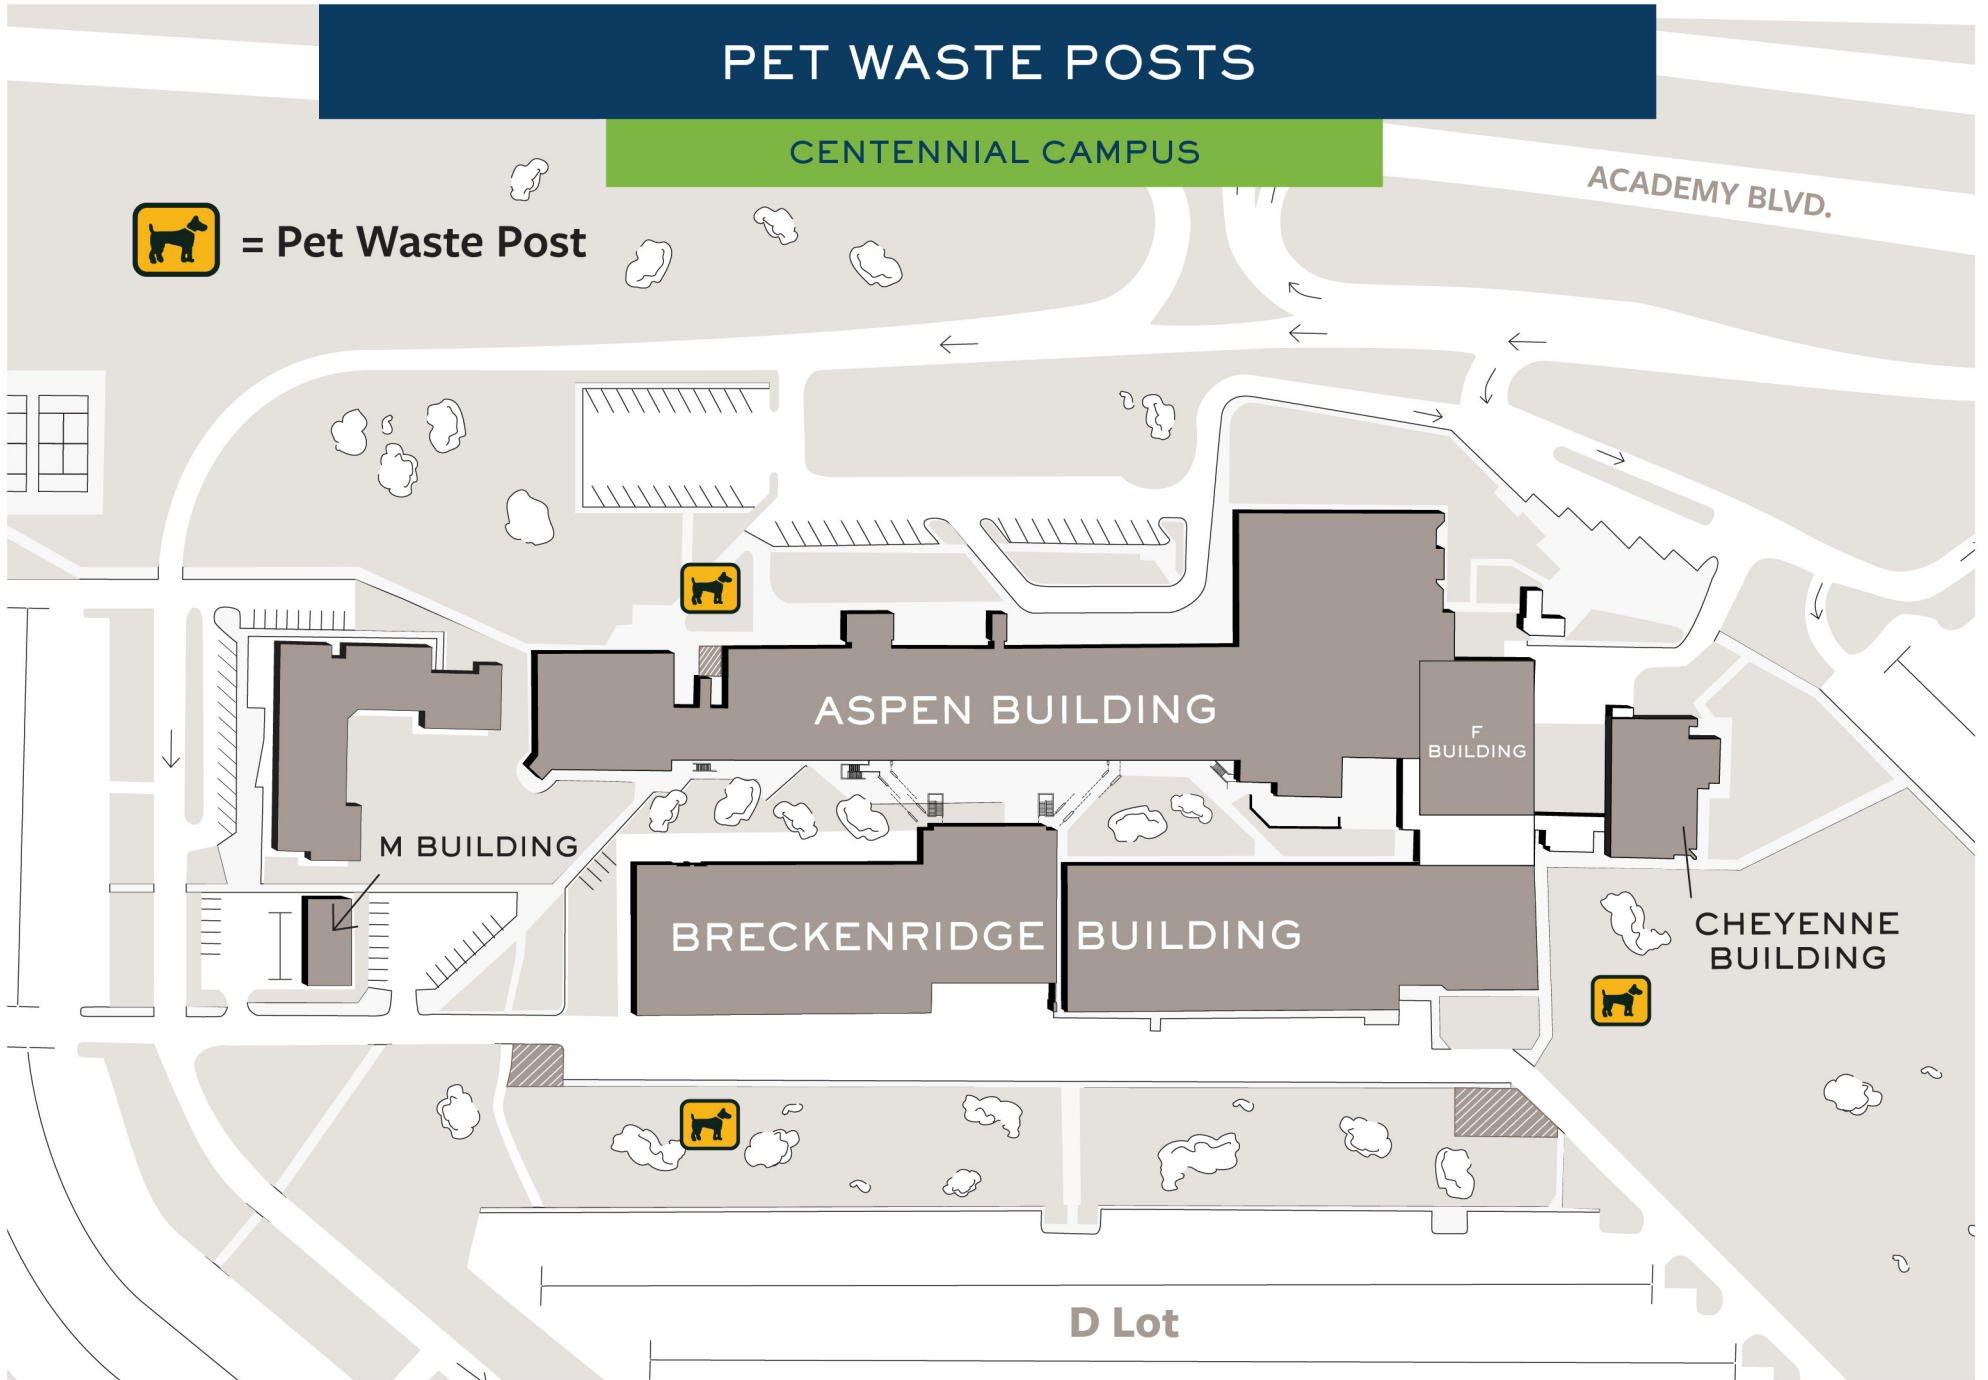 PET WASTE POSTS
CENTENNIAL CAMPUS
ACADEMY BLVD.
= Pet Waste Post
ASPEN BUILDING
F
BUILDING
M BUILDING
BRECKENRIDGE BUILDING
CHEYENNE
BUILDING
D Lot